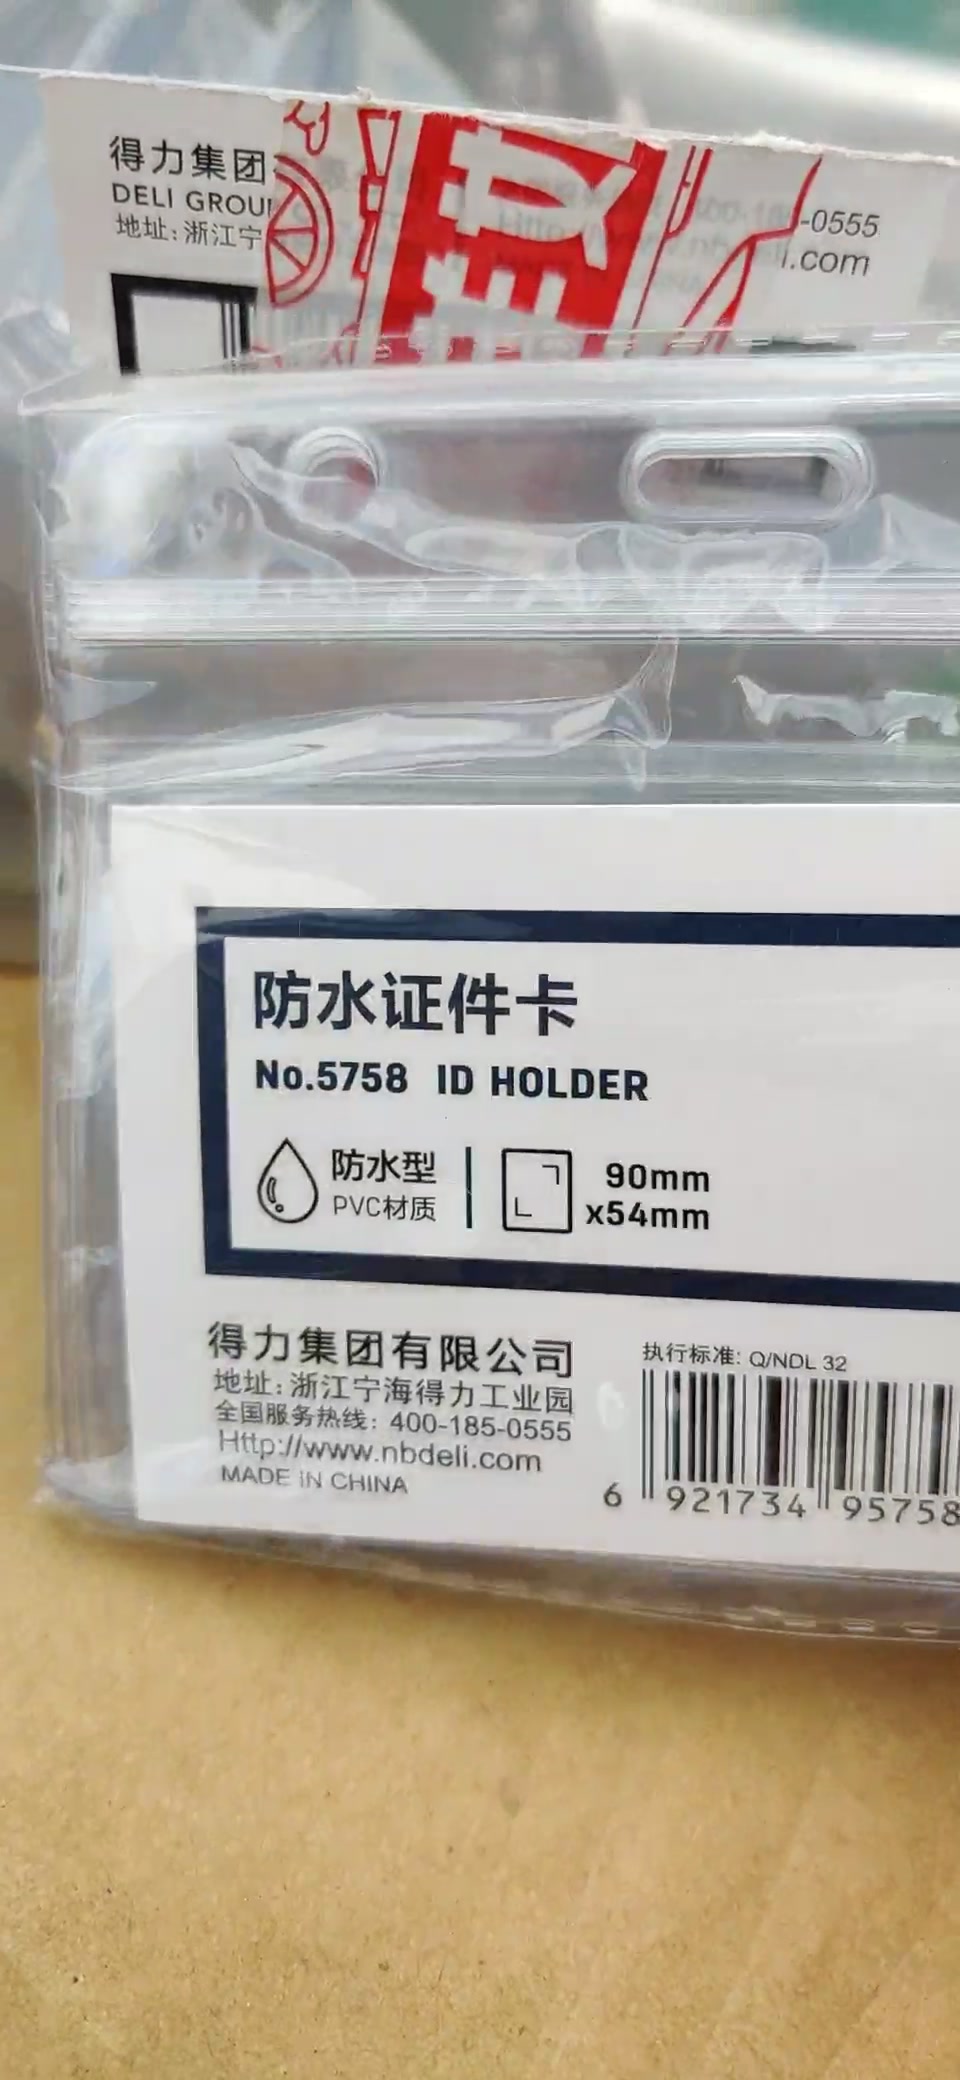 得力集团
DELI GROU
地址:浙江宁
-0555
i.com
防水证件卡
No.5758 ID HOLDER
防水型
PVC材质
90mm
x54mm
得力集团有限公司
地址:浙江宁海得力工业园
全国服务热线: 400-185-0555
Http://www.nbdeli.com
MADE IN CHINA
执行标准: Q/NDL 32
6 921734 95758